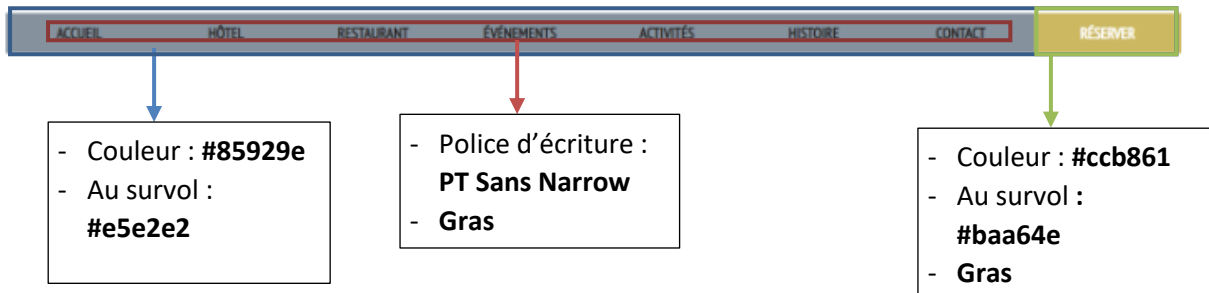 ACCUEIL HÔTEL RESTAURANT ÉVÉNEMENTS ACTIVITÉS HISTOIRE CONTACT RÉSERVER
- Couleur : #85929e
- Au survol :
#e5e2e2
- Police d’écriture :
PT Sans Narrow
- Gras
- Couleur : #ccb861
- Au survol :
#baa64e
- Gras